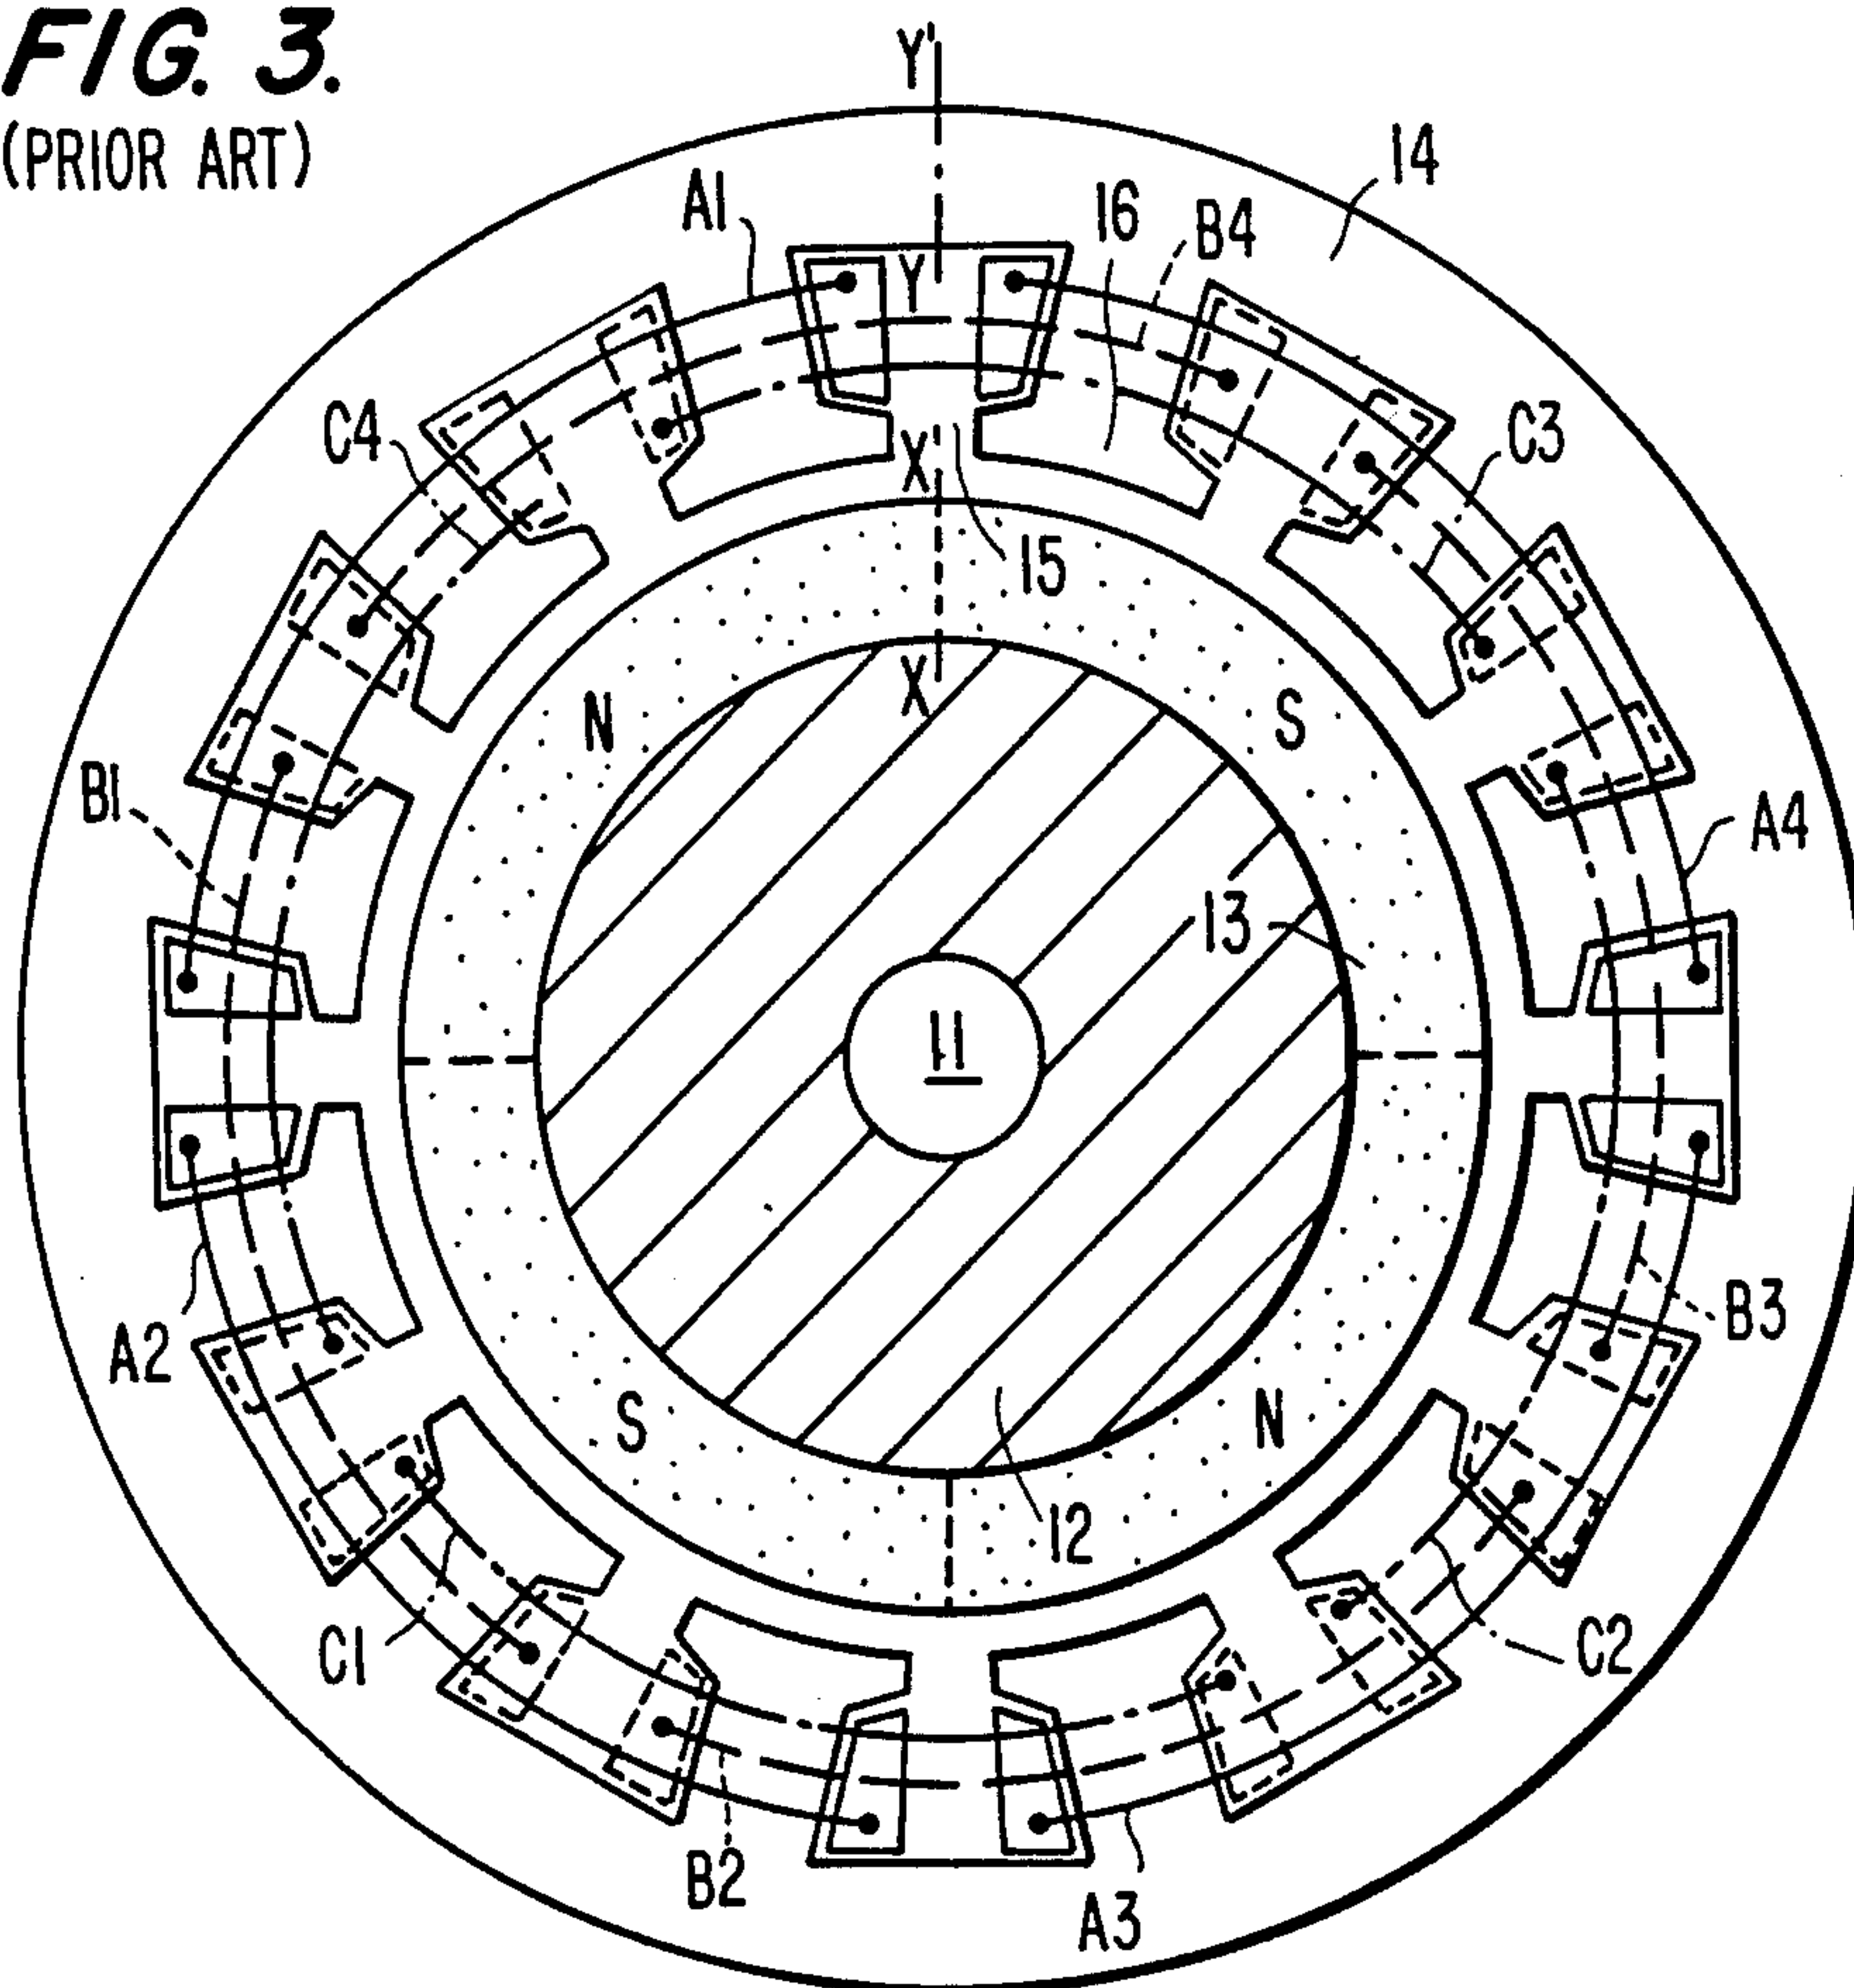 FIG. 3.
(PRIOR ART)
Y'
14
A1
16
B4
Y
C4
C3
X'
15
X
N
S
B1
A4
13
11
A2
B3
S
N
12
C1
C2
B2
A3